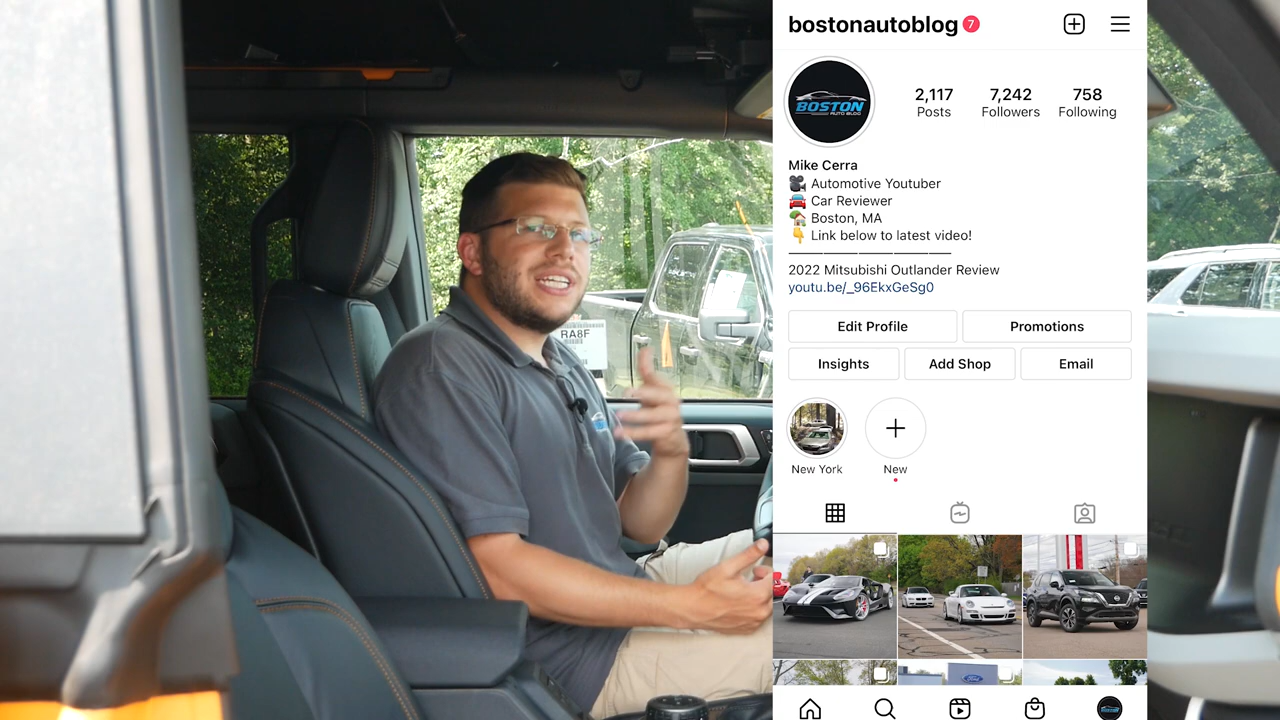 bostonautoblog 7
BOSTON
AUTO BLOG
2,117 7,242 758
Posts Followers Following
Mike Cerra
🎥 Automotive Youtuber
🚘 Car Reviewer
🏡 Boston, MA
👇 Link below to latest video!
2022 Mitsubishi Outlander Review
youtu.be/_96EkxGeSg0
Edit Profile Promotions
Insights Add Shop Email
New York New
RA8F